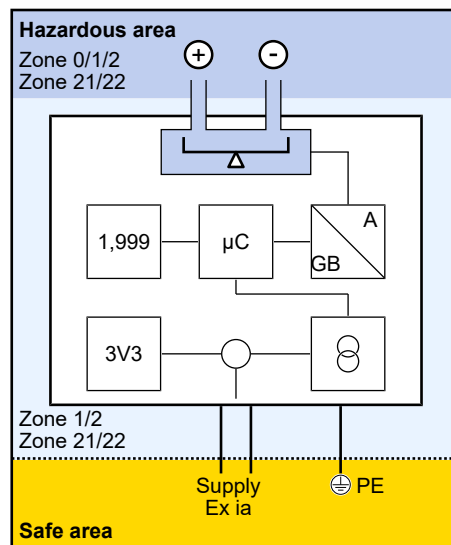 Hazardous area
Zone 0/1/2
Zone 21/22
+ -
A
1,999 µC
GB
3V3
Zone 1/2
Zone 21/22
Supply
Ex ia
PE
Safe area